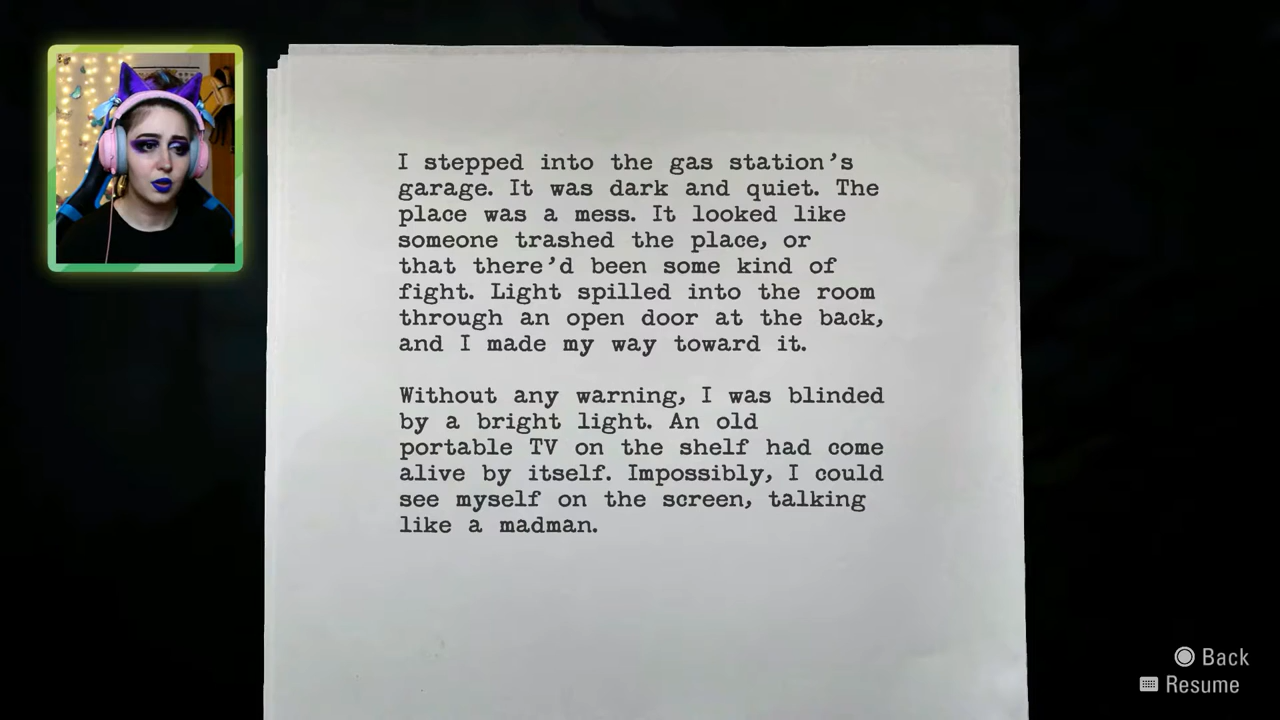 I stepped into the gas station's
garage. It was dark and quiet. The
place was a mess. It looked like
someone trashed the place, or
that there'd been some kind of
fight. Light spilled into the room
through an open door at the back,
and I made my way toward it.
Without any warning, I was blinded
by a bright light. An old
portable TV on the shelf had come
alive by itself. Impossibly, I could
see myself on the screen, talking
like a madman.
Back
Resume